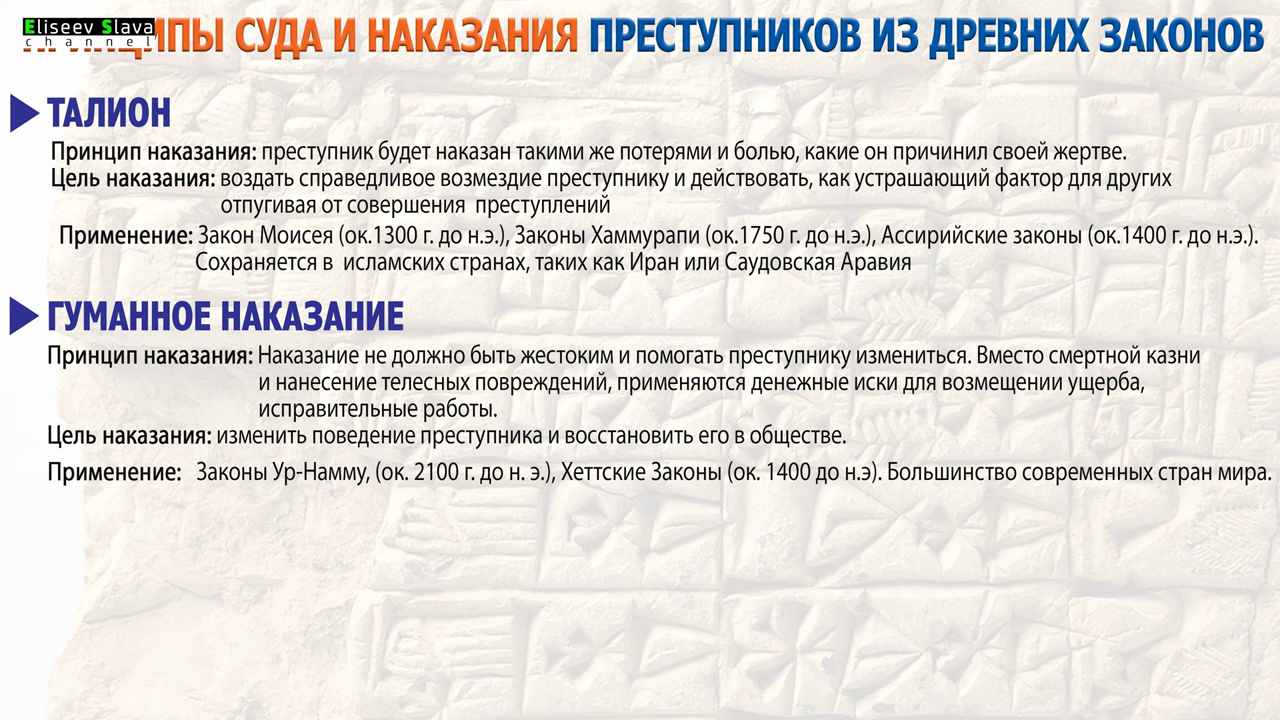 Eliseev Slava
channel
СУДА И НАКАЗАНИЯ ПРЕСТУПНИКОВ ИЗ ДРЕВНИХ ЗАКОНОВ
ТАЛИОН
Принцип наказания: преступник будет наказан такими же потерями и болью, какие он причинил своей жертве.
Цель наказания: воздать справедливое возмездие преступнику и действовать, как устрашающий фактор для других
отпугивая от совершения преступлений
Применение: Закон Моисея (ок.1300 г. до н.э.), Законы Хаммурапи (ок.1750 г. до н.э.), Ассирийские законы (ок.1400 г. до н.э.).
Сохраняется в исламских странах, таких как Иран или Саудовская Аравия
ГУМАННОЕ НАКАЗАНИЕ
Принцип наказания: Наказание не должно быть жестоким и помогать преступнику измениться. Вместо смертной казни
и нанесение телесных повреждений, применяются денежные иски для возмещении ущерба,
исправительные работы.
Цель наказания: изменить поведение преступника и восстановить его в обществе.
Применение: Законы Ур-Намму, (ок. 2100 г. до н. э.), Хеттские Законы (ок. 1400 до н.э). Большинство современных стран мира.